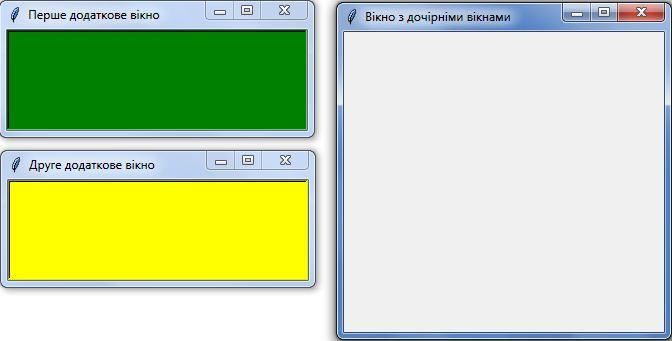 Перше додаткове вікно
Друге додаткове вікно
Вікно з дочірніми вікнами